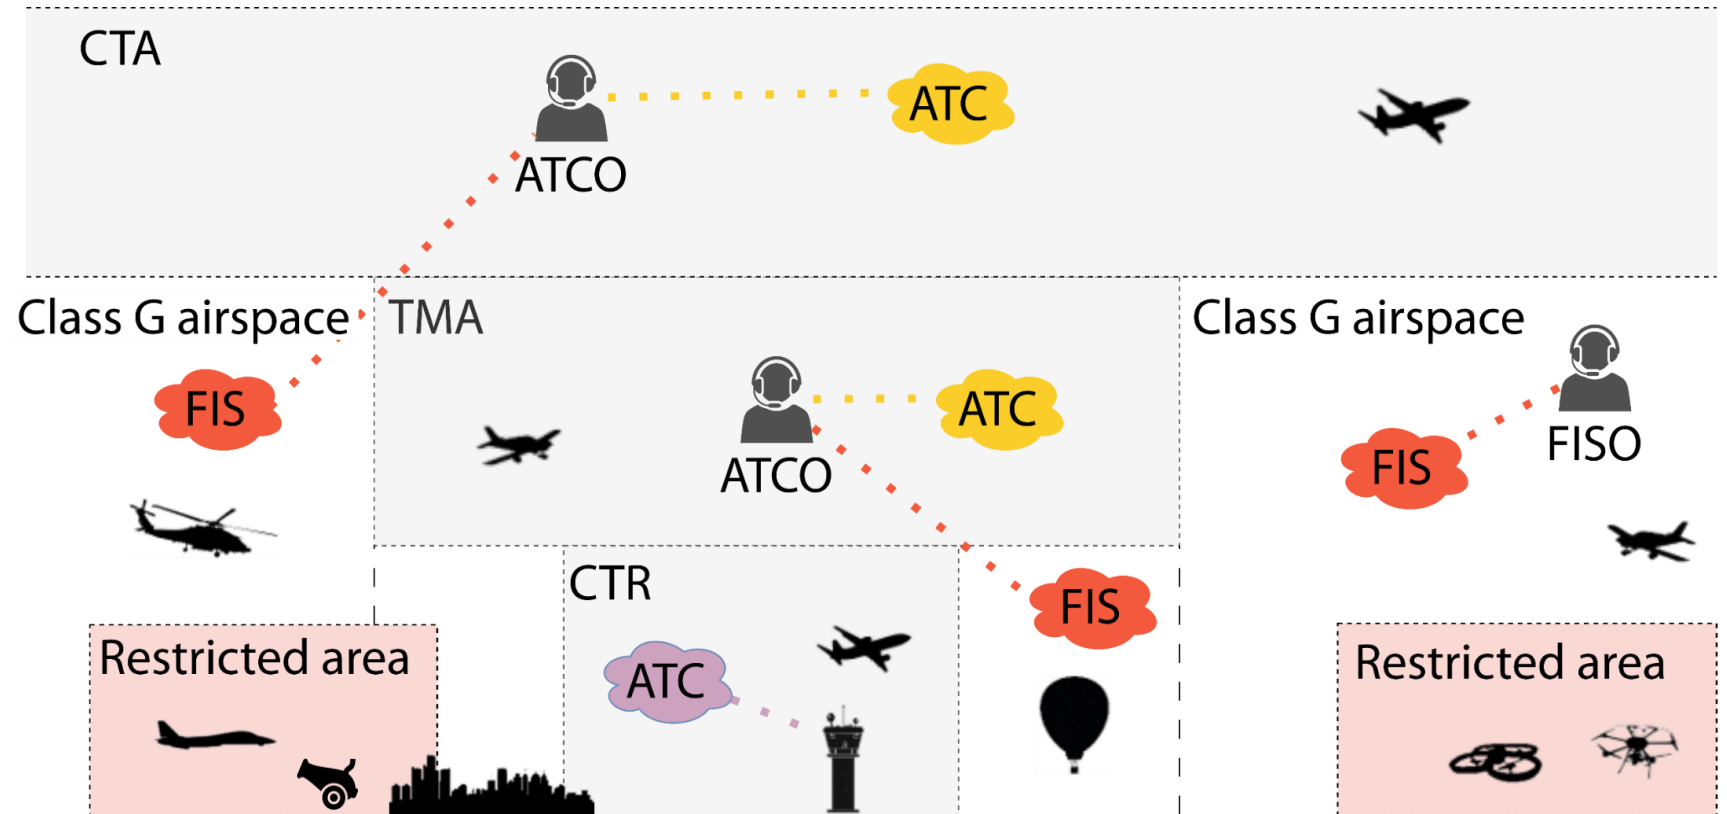 CTA
ATC
ATCO
Class G airspace
TMA
Class G airspace
FIS
ATC
ATCO
FISO
FIS
CTR
FIS
Restricted area
ATC
Restricted area